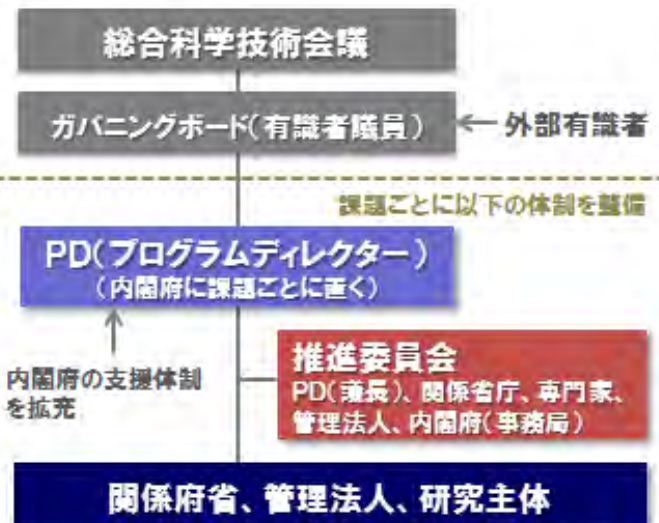 総合科学技術会議
ガバニングボード(有識者議員)
外部有識者
課題ごとに以下の体制を整備
PD(プログラムディレクター)
(内閣府に課題ごとに置く)
内閣府の支援体制
を拡充
推進委員会
PD(議長)、関係省庁、専門家、
管理法人、内閣府(事務局)
関係府省、管理法人、研究主体